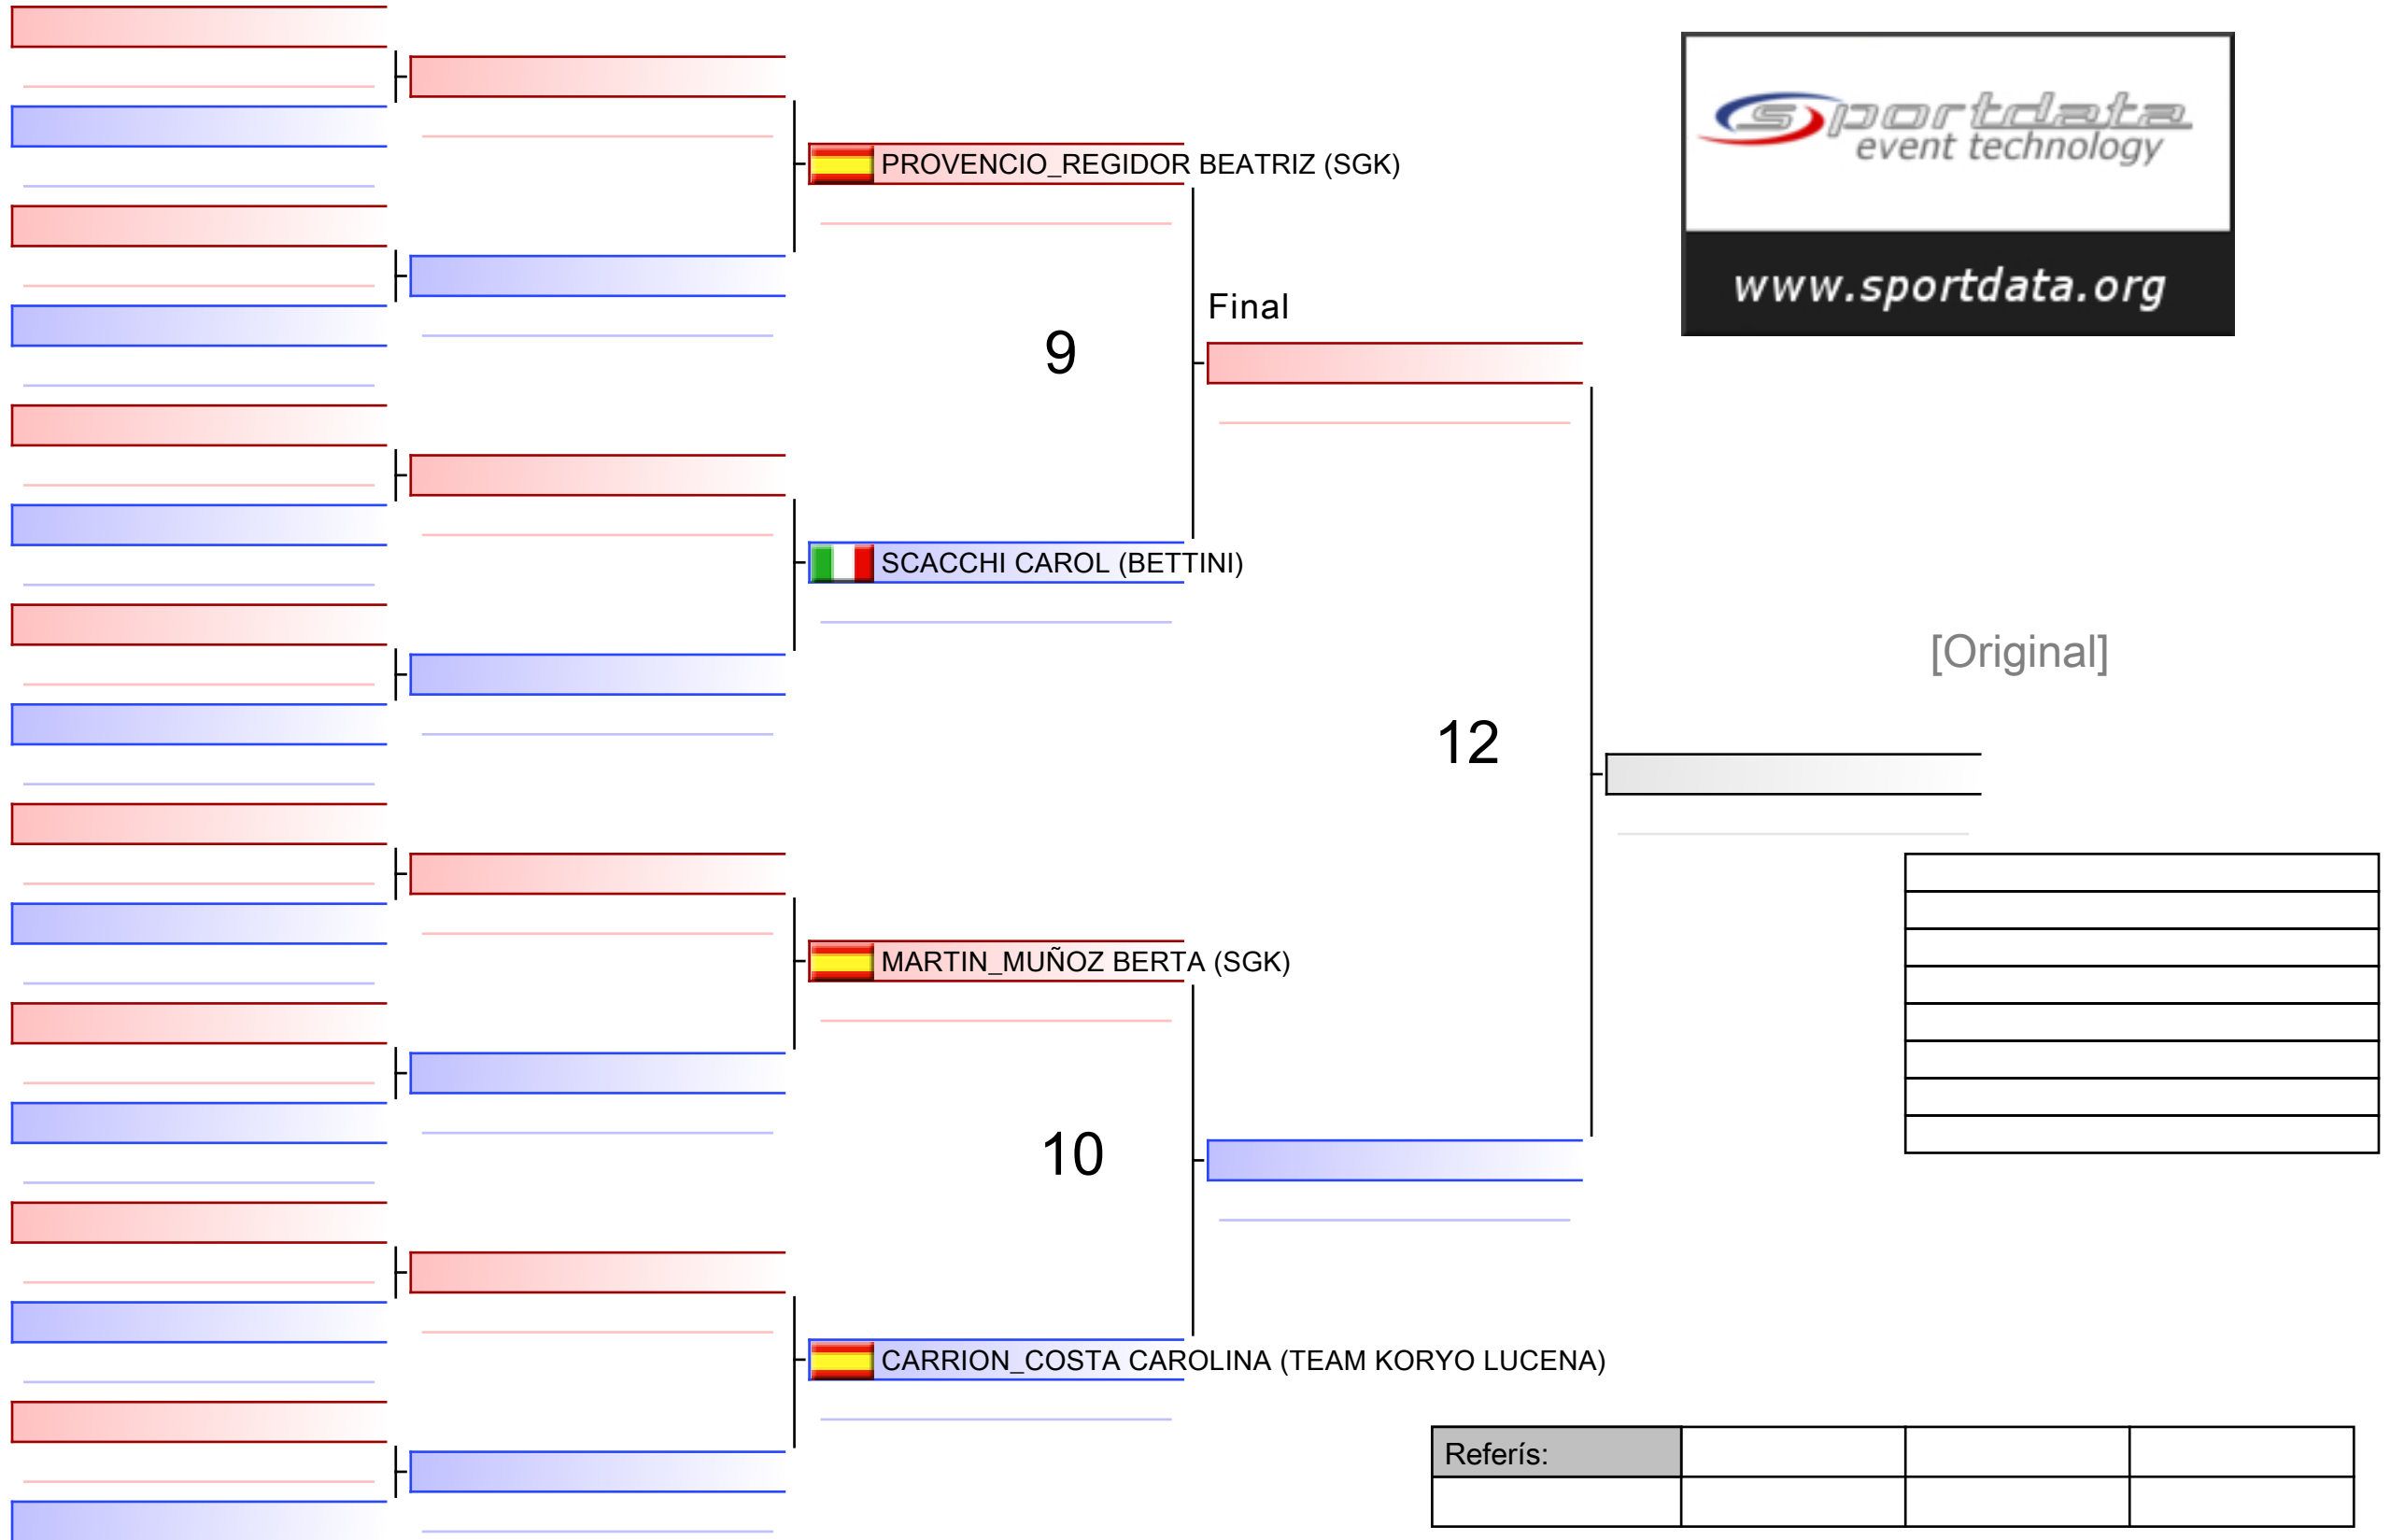 sportdata
event technology
www.sportdata.org
PROVENCIO_REGIDOR BEATRIZ (SGK)
Final
9
SCACCHI CAROL (BETTINI)
[Original]
12
MARTIN_MUÑOZ BERTA (SGK)
10
CARRION_COSTA CAROLINA (TEAM KORYO LUCENA)
Referís: